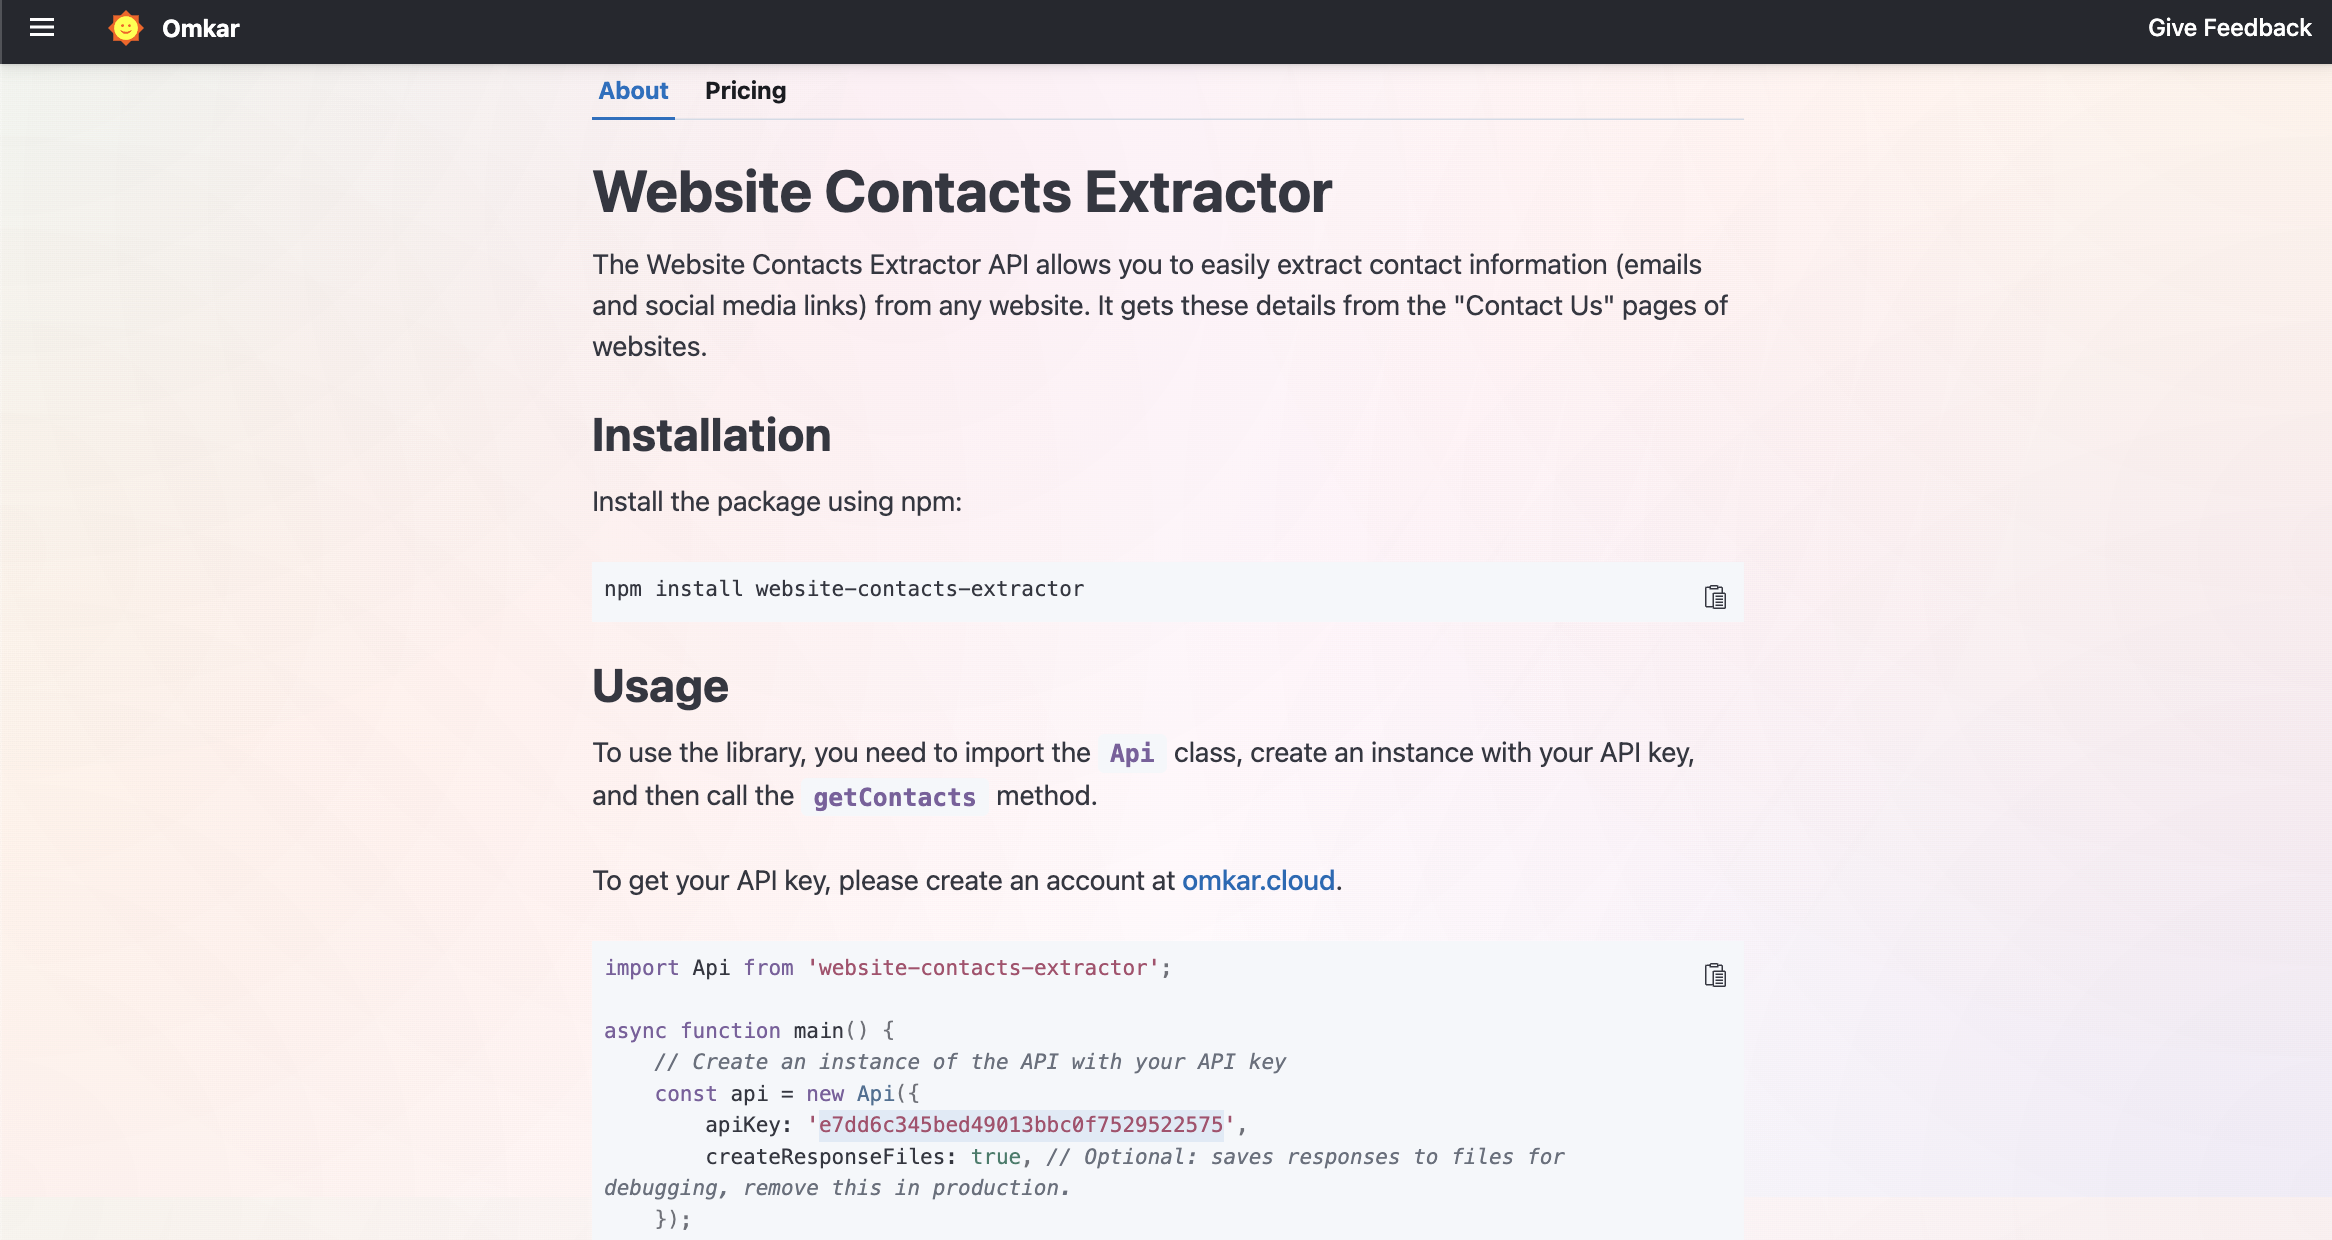 Omkar
Give Feedback
About
Pricing
Website Contacts Extractor
The Website Contacts Extractor API allows you to easily extract contact information (emails
and social media links) from any website. It gets these details from the "Contact Us" pages of
websites.
Installation
Install the package using npm:
npm install website-contacts-extractor
Usage
To use the library, you need to import the Api class, create an instance with your API key,
and then call the getContacts method.
To get your API key, please create an account at omkar.cloud.
import Api from 'website-contacts-extractor';
async function main() {
    // Create an instance of the API with your API key
    const api = new Api({
        apiKey: 'e7dd6c345bed49013bbc0f7529522575',
        createResponseFiles: true, // Optional: saves responses to files for
debugging, remove this in production.
    });